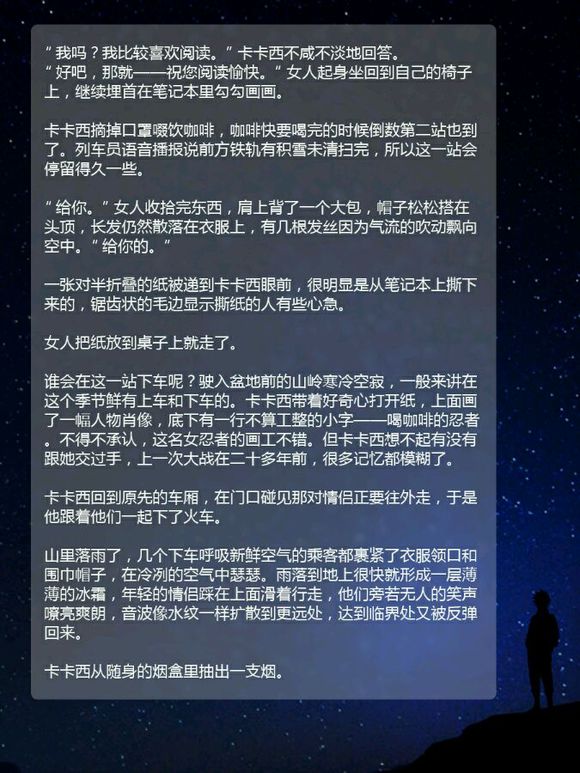 “ 我吗？我比较喜欢阅读。” 卡卡西不咸不淡地回答。
“ 好吧，那就——祝您阅读愉快。” 女人起身坐回到自己的椅子
上，继续埋首在笔记本里勾勾画画。
卡卡西摘掉口罩啜饮咖啡，咖啡快要喝完的时候倒数第二站也到
了。列车员语音播报说前方铁轨有积雪未清扫完，所以这一站会
停留得久一些。
“ 给你。” 女人收拾完东西，肩上背了一个大包，帽子松松搭在
头顶，长发仍然散落在衣服上，有几根发丝因为气流的吹动飘向
空中。“ 给你的。“
一张对半折叠的纸被递到卡卡西眼前，很明显是从笔记本上撕下
来的，锯齿状的毛边显示撕纸的人有些心急。
女人把纸放到桌子上就走了。
谁会在这一站下车呢？驶入盆地前的山岭寒冷空寂，一般来讲在
这个季节鲜有上车和下车的。卡卡西带着好奇心打开纸，上面画
了一幅人物肖像，底下有一行不算工整的小字——喝咖啡的忍者
。不得不承认，这名女忍者的画工不错。但卡卡西想不起有没有
跟她交过手，上一次大战在二十多年前，很多记忆都模糊了。
卡卡西回到原先的车厢，在门口碰见那对情侣正要往外走，于是
他跟着他们一起下了火车。
山里落雨了，几个下车呼吸新鲜空气的乘客都裹紧了衣服领口和
围巾帽子，在冷冽的空气中瑟瑟。雨落到地上很快就形成一层薄
薄的冰霜，年轻的情侣踩在上面滑着行走，他们旁若无人的笑声
嘹亮爽朗，音波像水纹一样扩散到更远处，达到临界处又被反弹
回来。
卡卡西从随身的烟盒里抽出一支烟。